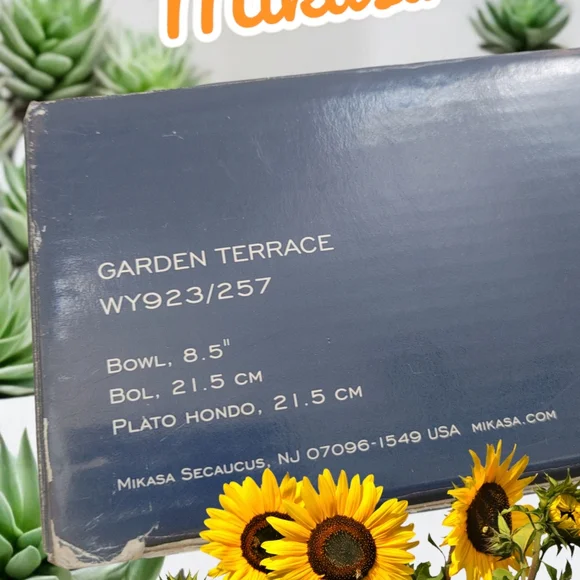 Mikasa
GARDEN TERRACE
WY923/257
BOWL, 8.5"
BOL, 21.5 CM
PLATO HONDO, 21.5 CM
MIKASA SECAUCUS, NJ 07096-1549 USA MIKASA.COM